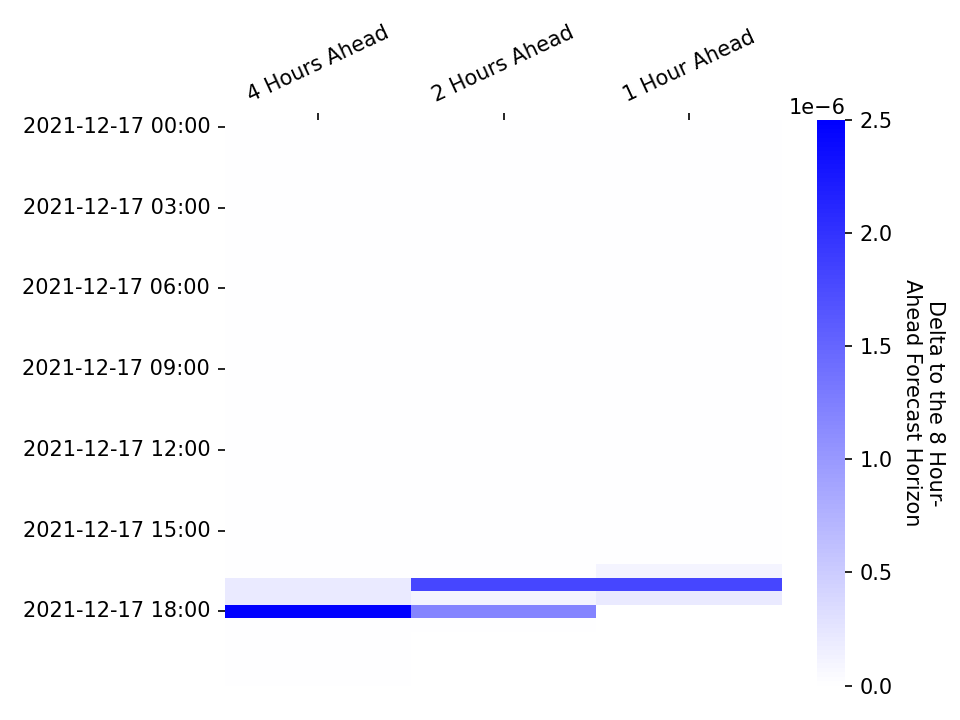 4 Hours Ahead
2 Hours Ahead
1 Hour Ahead
2021-12-17 00:00
2021-12-17 03:00
2021-12-17 06:00
2021-12-17 09:00
2021-12-17 12:00
2021-12-17 15:00
2021-12-17 18:00
1e−6
2.5
2.0
1.5
1.0
0.5
0.0
Delta to the 8 Hour-
Ahead Forecast Horizon